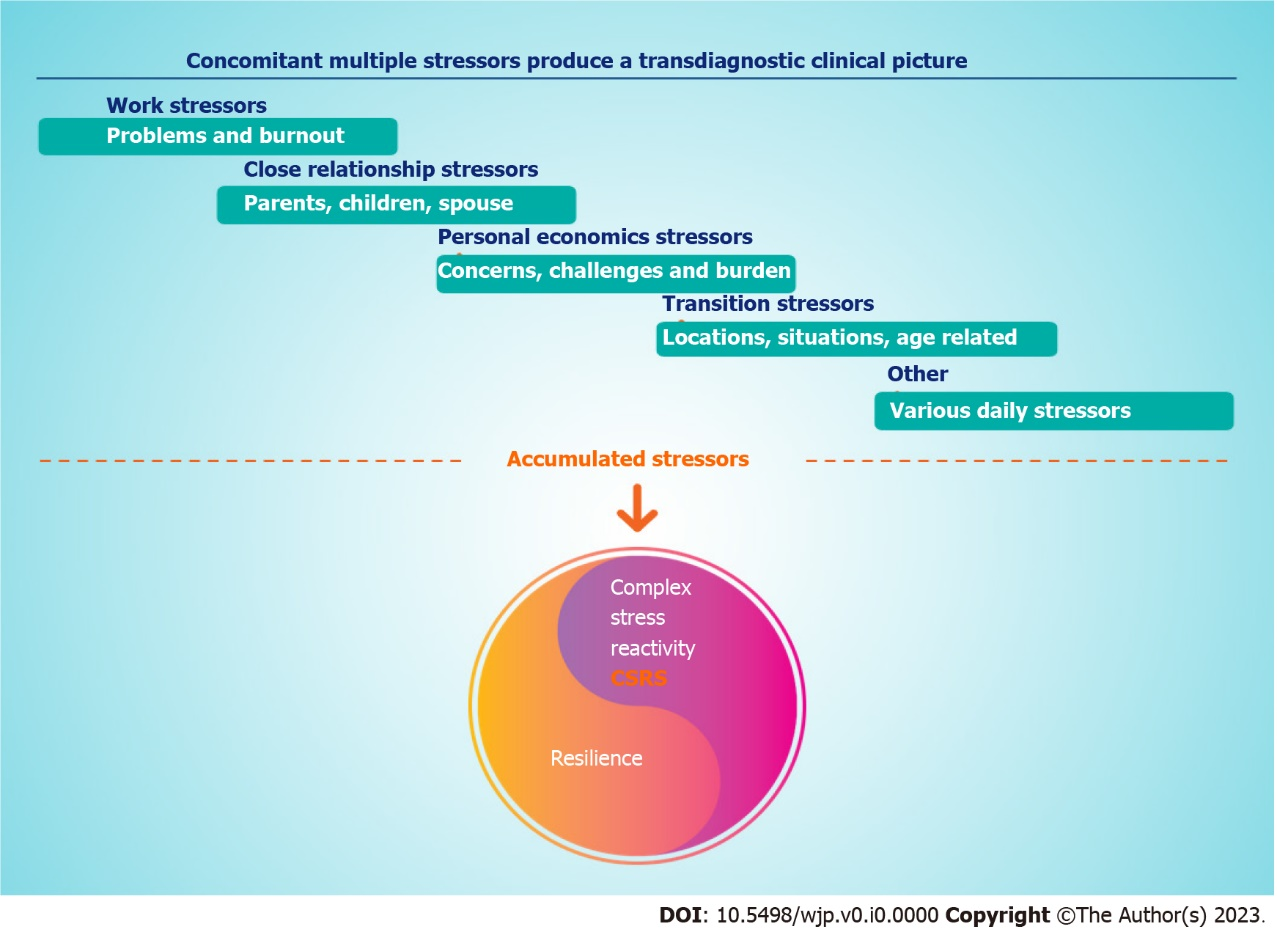 Concomitant multiple stressors produce a transdiagnostic clinical picture
Work stressors
Problems and burnout
Close relationship stressors
Parents, children, spouse
Personal economics stressors
Concerns, challenges and burden
Transition stressors
Locations, situations, age related
Other
Various daily stressors
Accumulated stressors
Complex
stress
reactivity
CSRS
Resilience
DOI: 10.5498/wjp.v0.i0.0000 Copyright ©The Author(s) 2023.